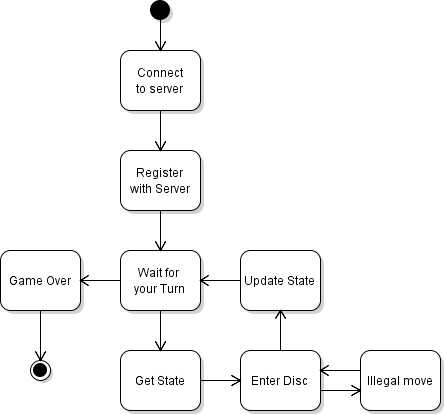 Connect
to server
Register
with Server
Game Over
Wait for
your Turn
Update State
Get State
Enter Disc
Illegal move